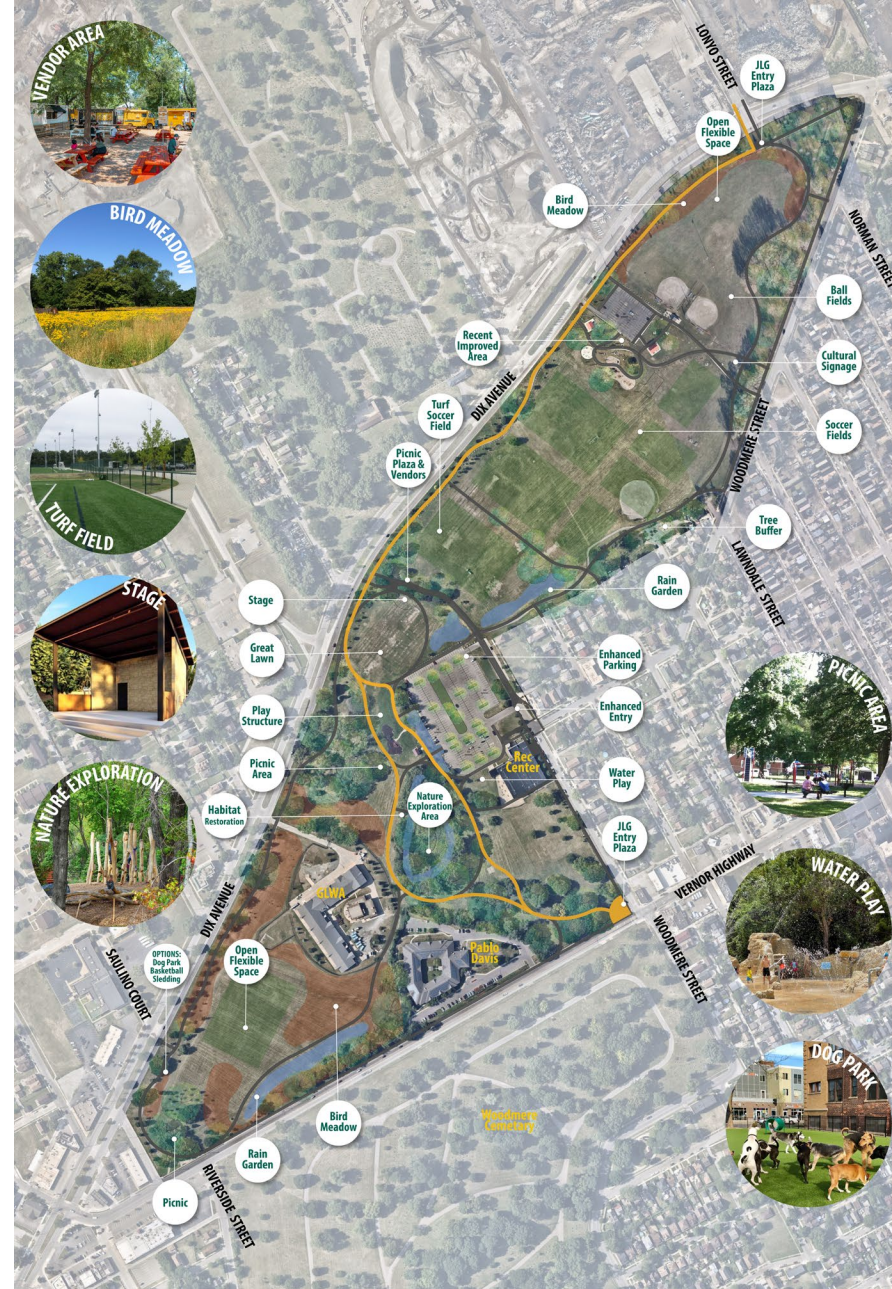 VENDOR AREA
LONYO STREET
JLG
Entry
Plaza
Open
Flexible
Space
Bird
Meadow
BIRD MEADOW
NORMAN STREET
Ball
Fields
Recent
Improved
Area
Cultural
Signage
DIX AVENUE
Turf
Soccer
Field
Soccer
Fields
WOODMERE STREET
Picnic
Plaza &
Vendors
TURF FIELD
Tree
Buffer
LAWNDALE STREET
STAGE
Stage
Rain
Garden
Great
Lawn
Enhanced
Parking
PICNIC AREA
Play
Structure
Enhanced
Entry
Picnic
Area
Rec
Center
Water
Play
NATURE EXPLORATION
Habitat
Restoration
Nature
Exploration
Area
JLG
Entry
Plaza
VERNOR HIGHWAY
WATER PLAY
DIX AVENUE
GLWA
SAULINO COURT
OPTIONS:
Dog Park
Basketball
Sledding
Open
Flexible
Space
Pablo
Davis
WOODMERE STREET
DOG PARK
Bird
Meadow
Woodmere
Cemetary
Rain
Garden
Picnic
RIVERSIDE STREET